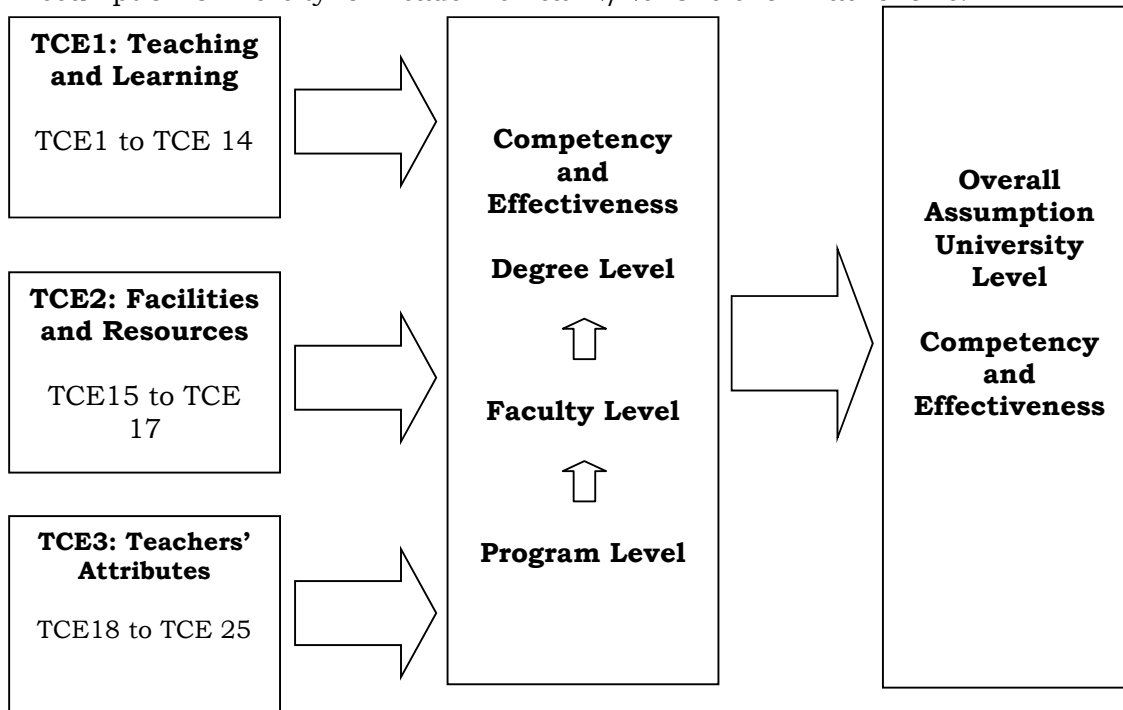 TCE1: Teaching
and Learning
TCE1 to TCE 14
TCE2: Facilities
and Resources
TCE15 to TCE
17
TCE3: Teachers’
Attributes
TCE18 to TCE 25
Competency
and
Effectiveness
Degree Level
Faculty Level
Program Level
Overall
Assumption
University
Level
Competency
and
Effectiveness